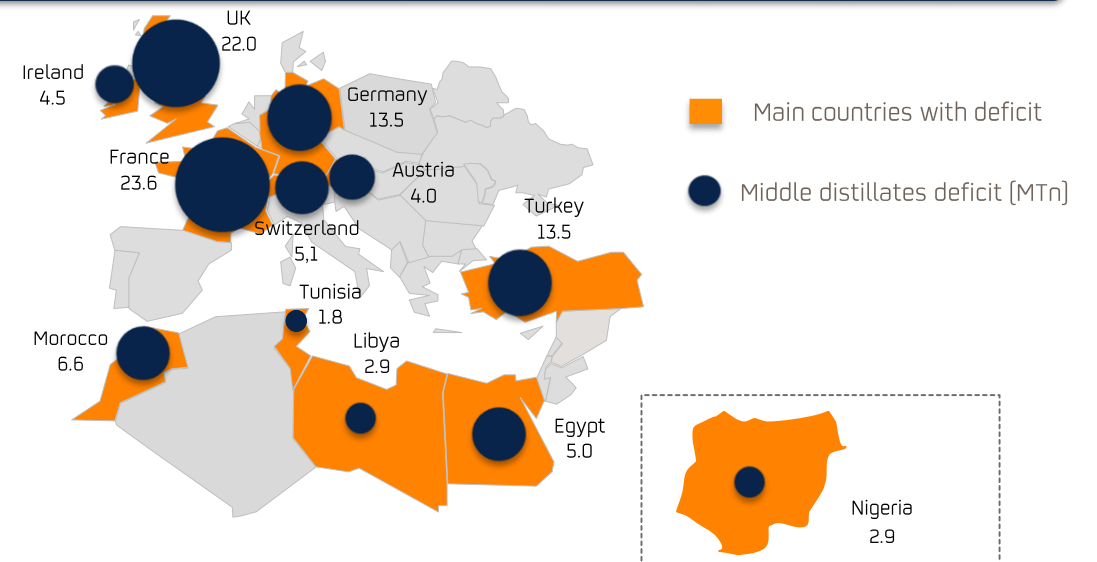 UK
22.0
Ireland
4.5
Germany
13.5
Main countries with deficit
France
23.6
Austria
4.0
Middle distillates deficit (MTn)
Switzerland
5,1
Turkey
13.5
Tunisia
1.8
Morocco
6.6
Libya
2.9
Egypt
5.0
Nigeria
2.9